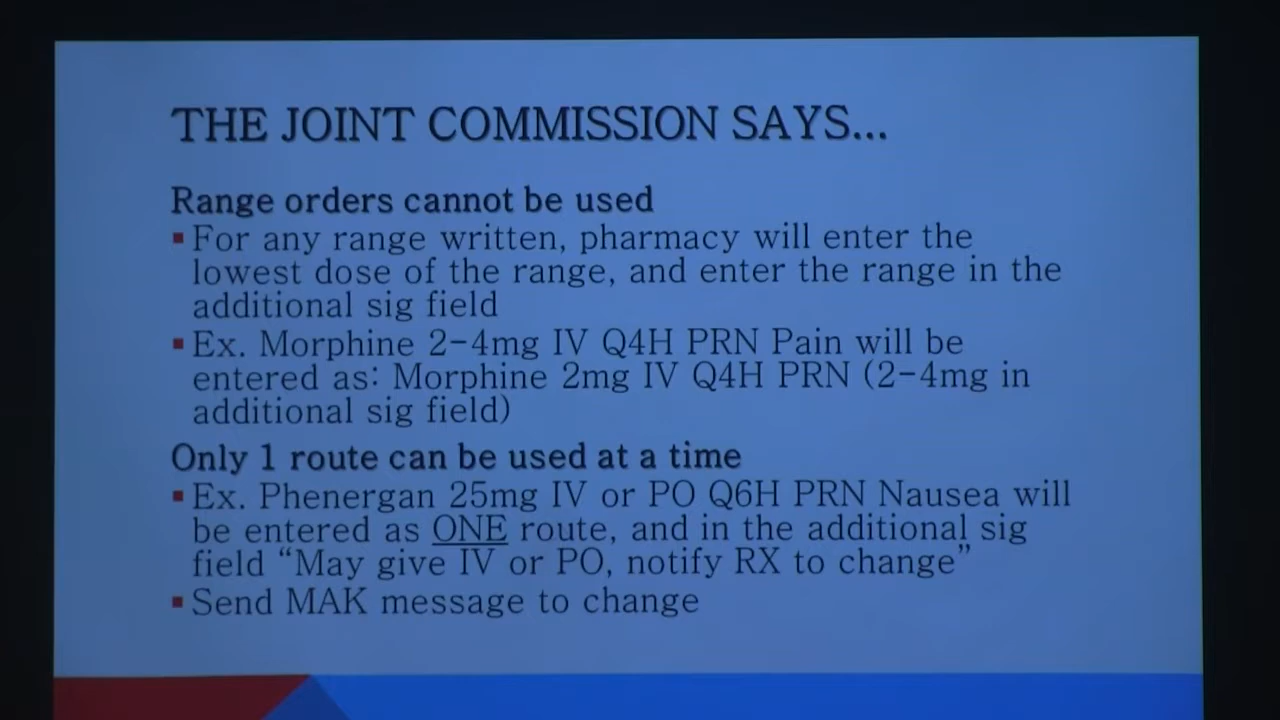 THE JOINT COMMISSION SAYS...
Range orders cannot be used
▪ For any range written, pharmacy will enter the
lowest dose of the range, and enter the range in the
additional sig field
▪ Ex. Morphine 2-4mg IV Q4H PRN Pain will be
entered as: Morphine 2mg IV Q4H PRN (2-4mg in
additional sig field)
Only 1 route can be used at a time
▪ Ex. Phenergan 25mg IV or PO Q6H PRN Nausea will
be entered as ONE route, and in the additional sig
field “May give IV or PO, notify RX to change”
▪ Send MAK message to change